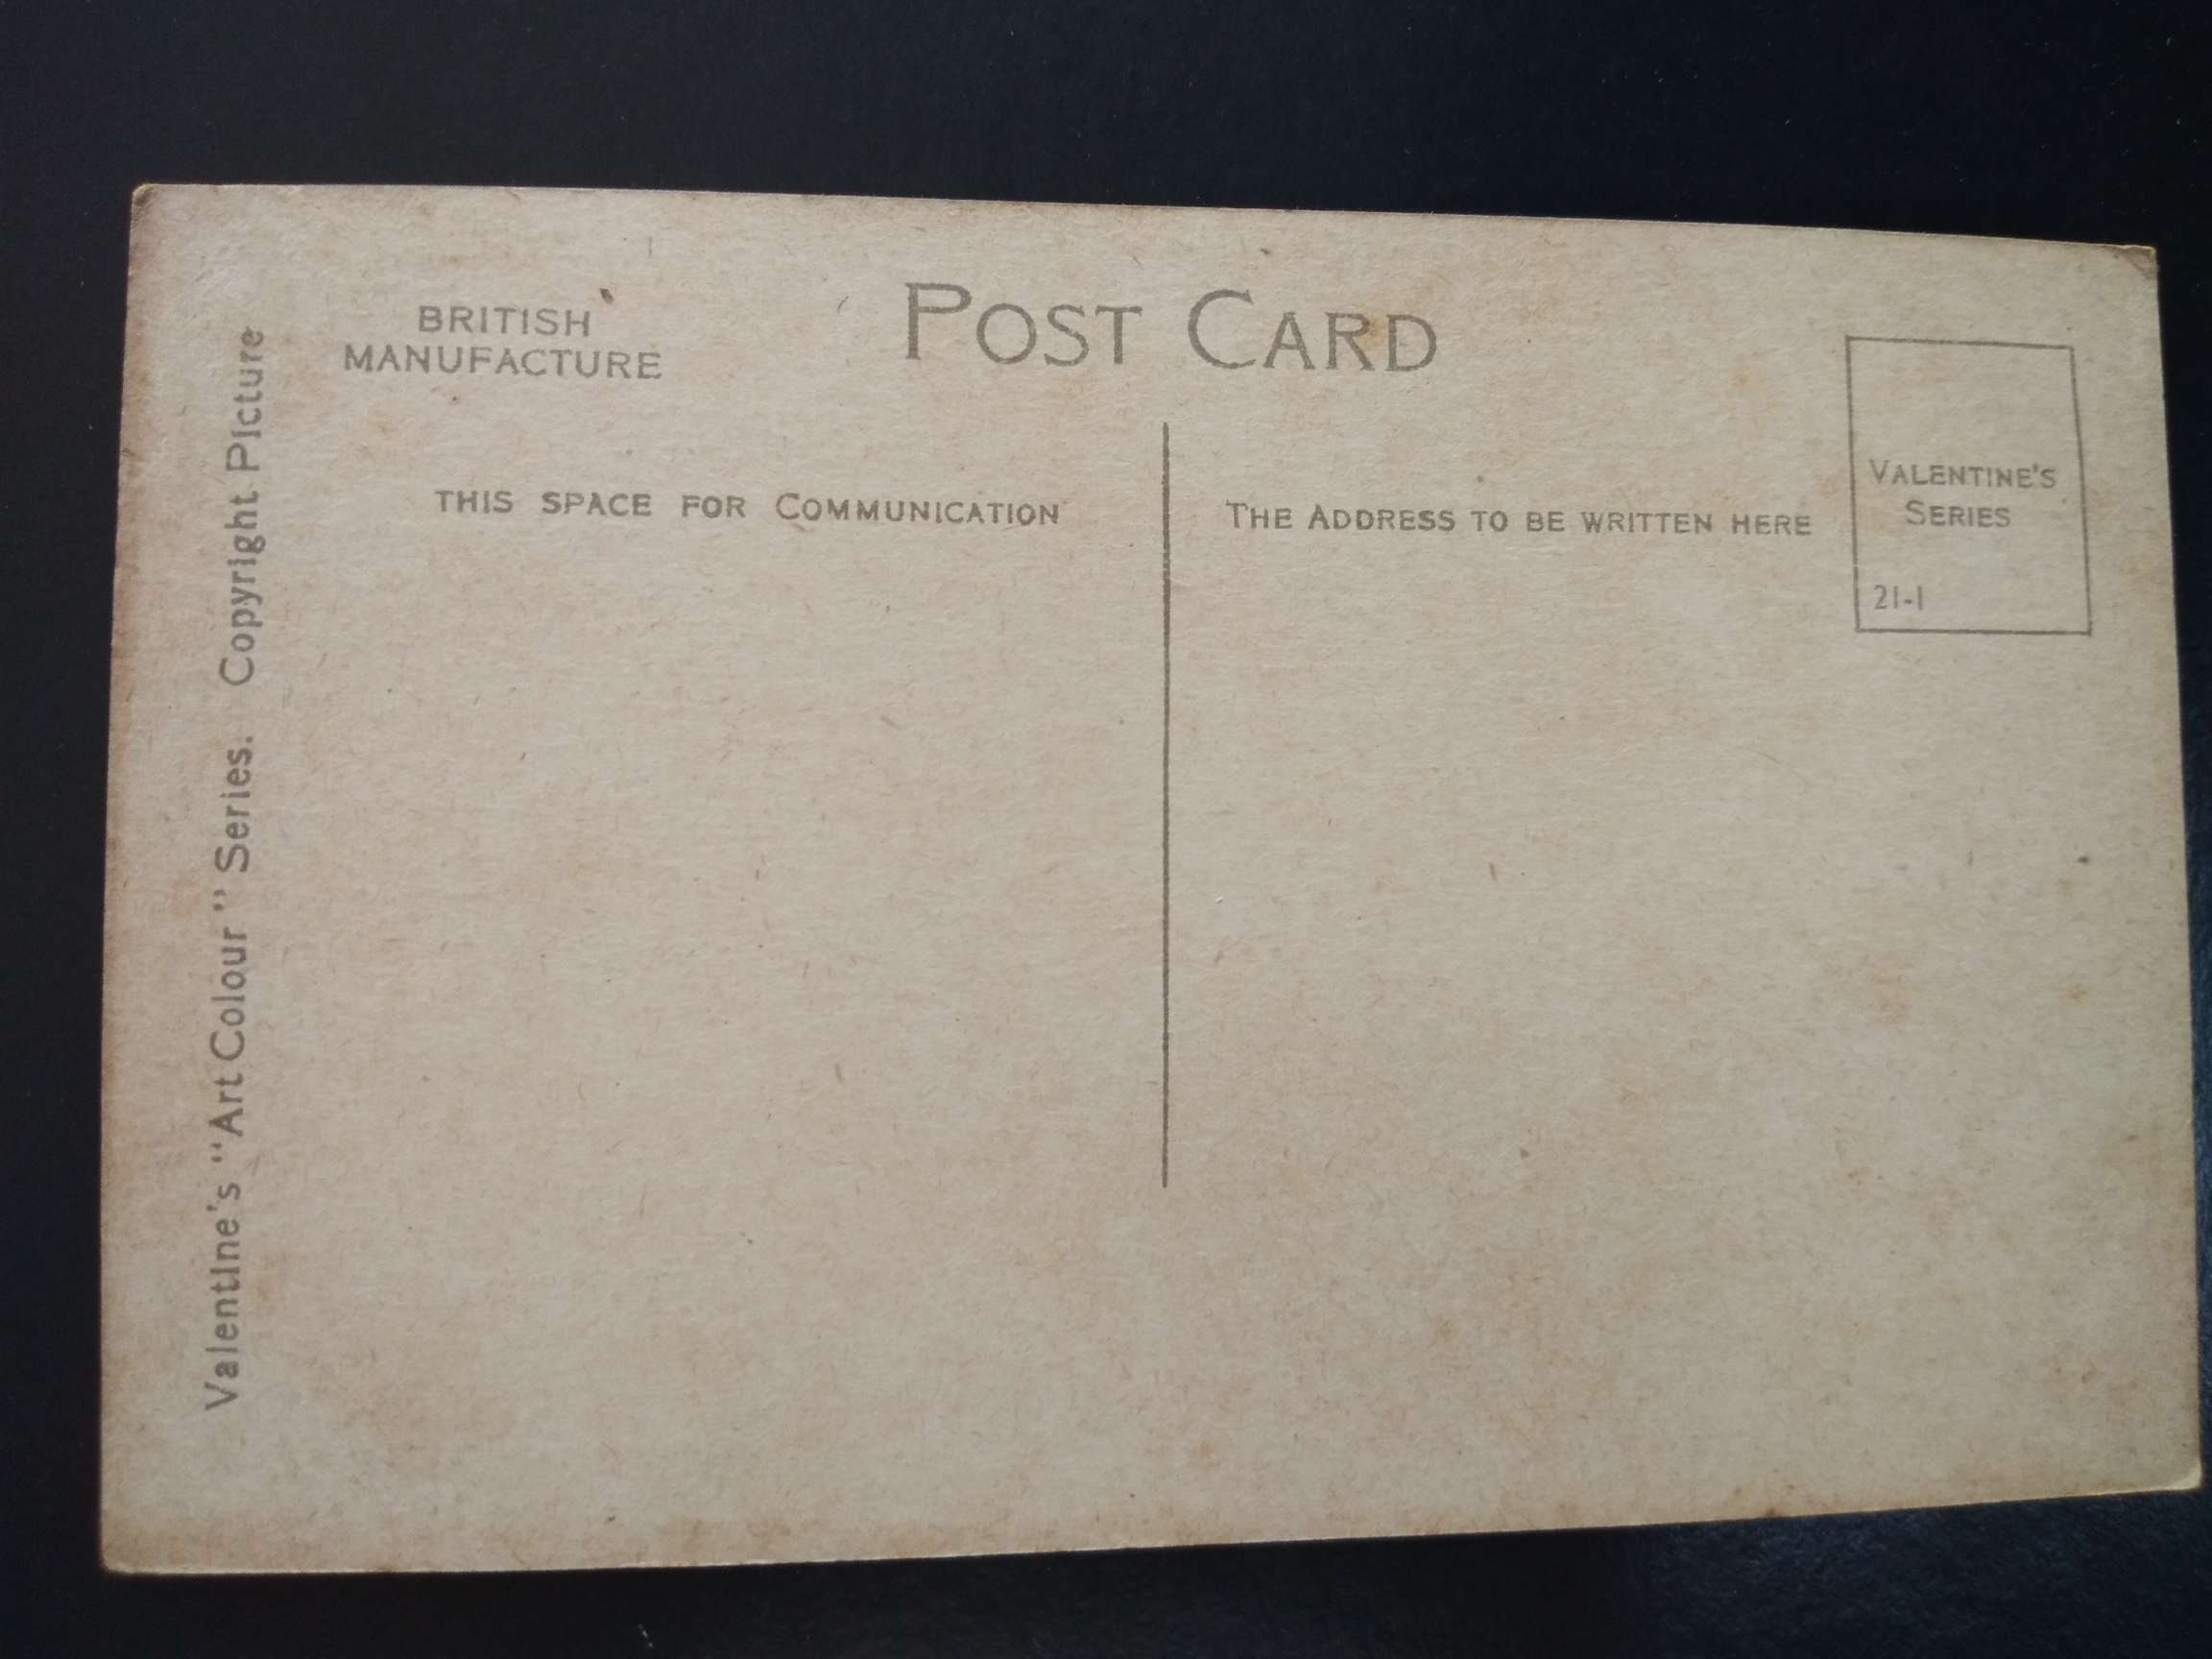 BRITISH
MANUFACTURE
POST CARD
THIS SPACE FOR COMMUNICATION
THE ADDRESS TO BE WRITTEN HERE
VALENTINE'S
SERIES
21-1
Valentine's "Art Colour" Series. Copyright Picture